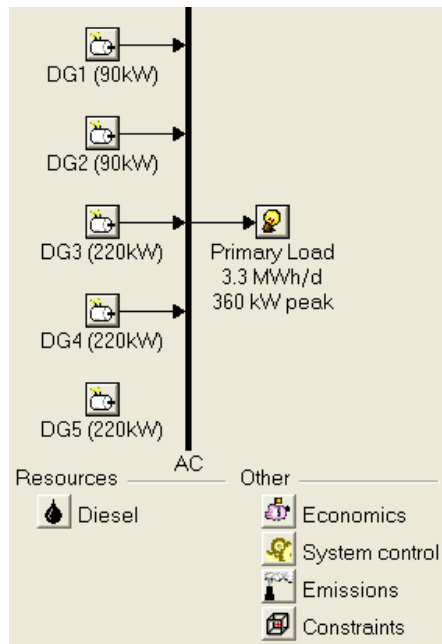 DG1 (90kW)
DG2 (90kW)
DG3 (220kW)
Primary Load
3.3 MWh/d
360 kW peak
DG4 (220kW)
DG5 (220kW)
AC
Resources
Other
Diesel
Economics
System control
Emissions
Constraints